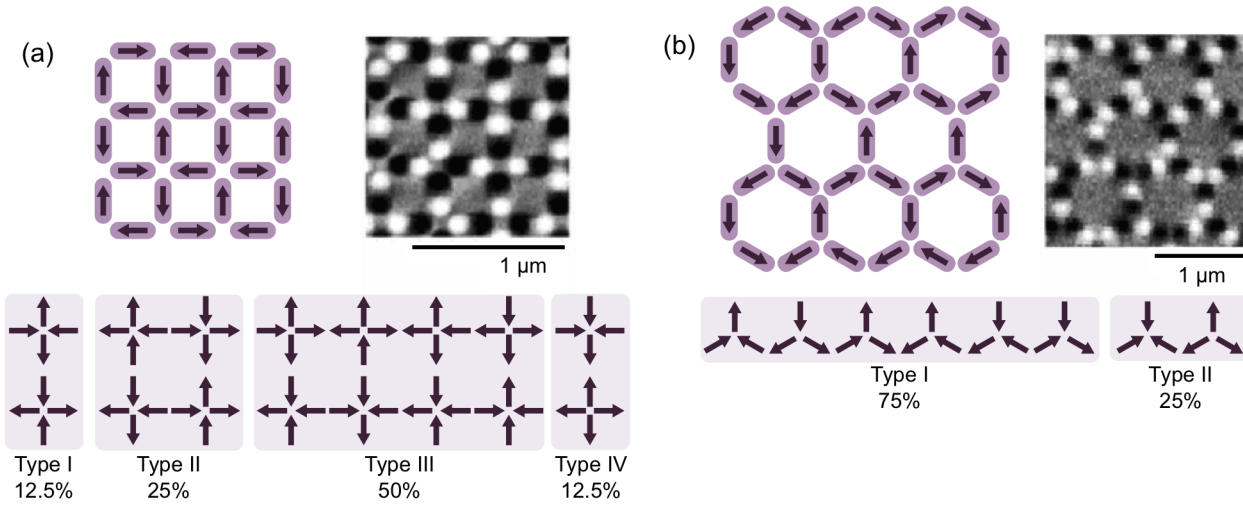 (a)
1 µm
Type I
12.5%
Type II
25%
Type III
50%
Type IV
12.5%
(b)
1 µm
Type I
75%
Type II
25%